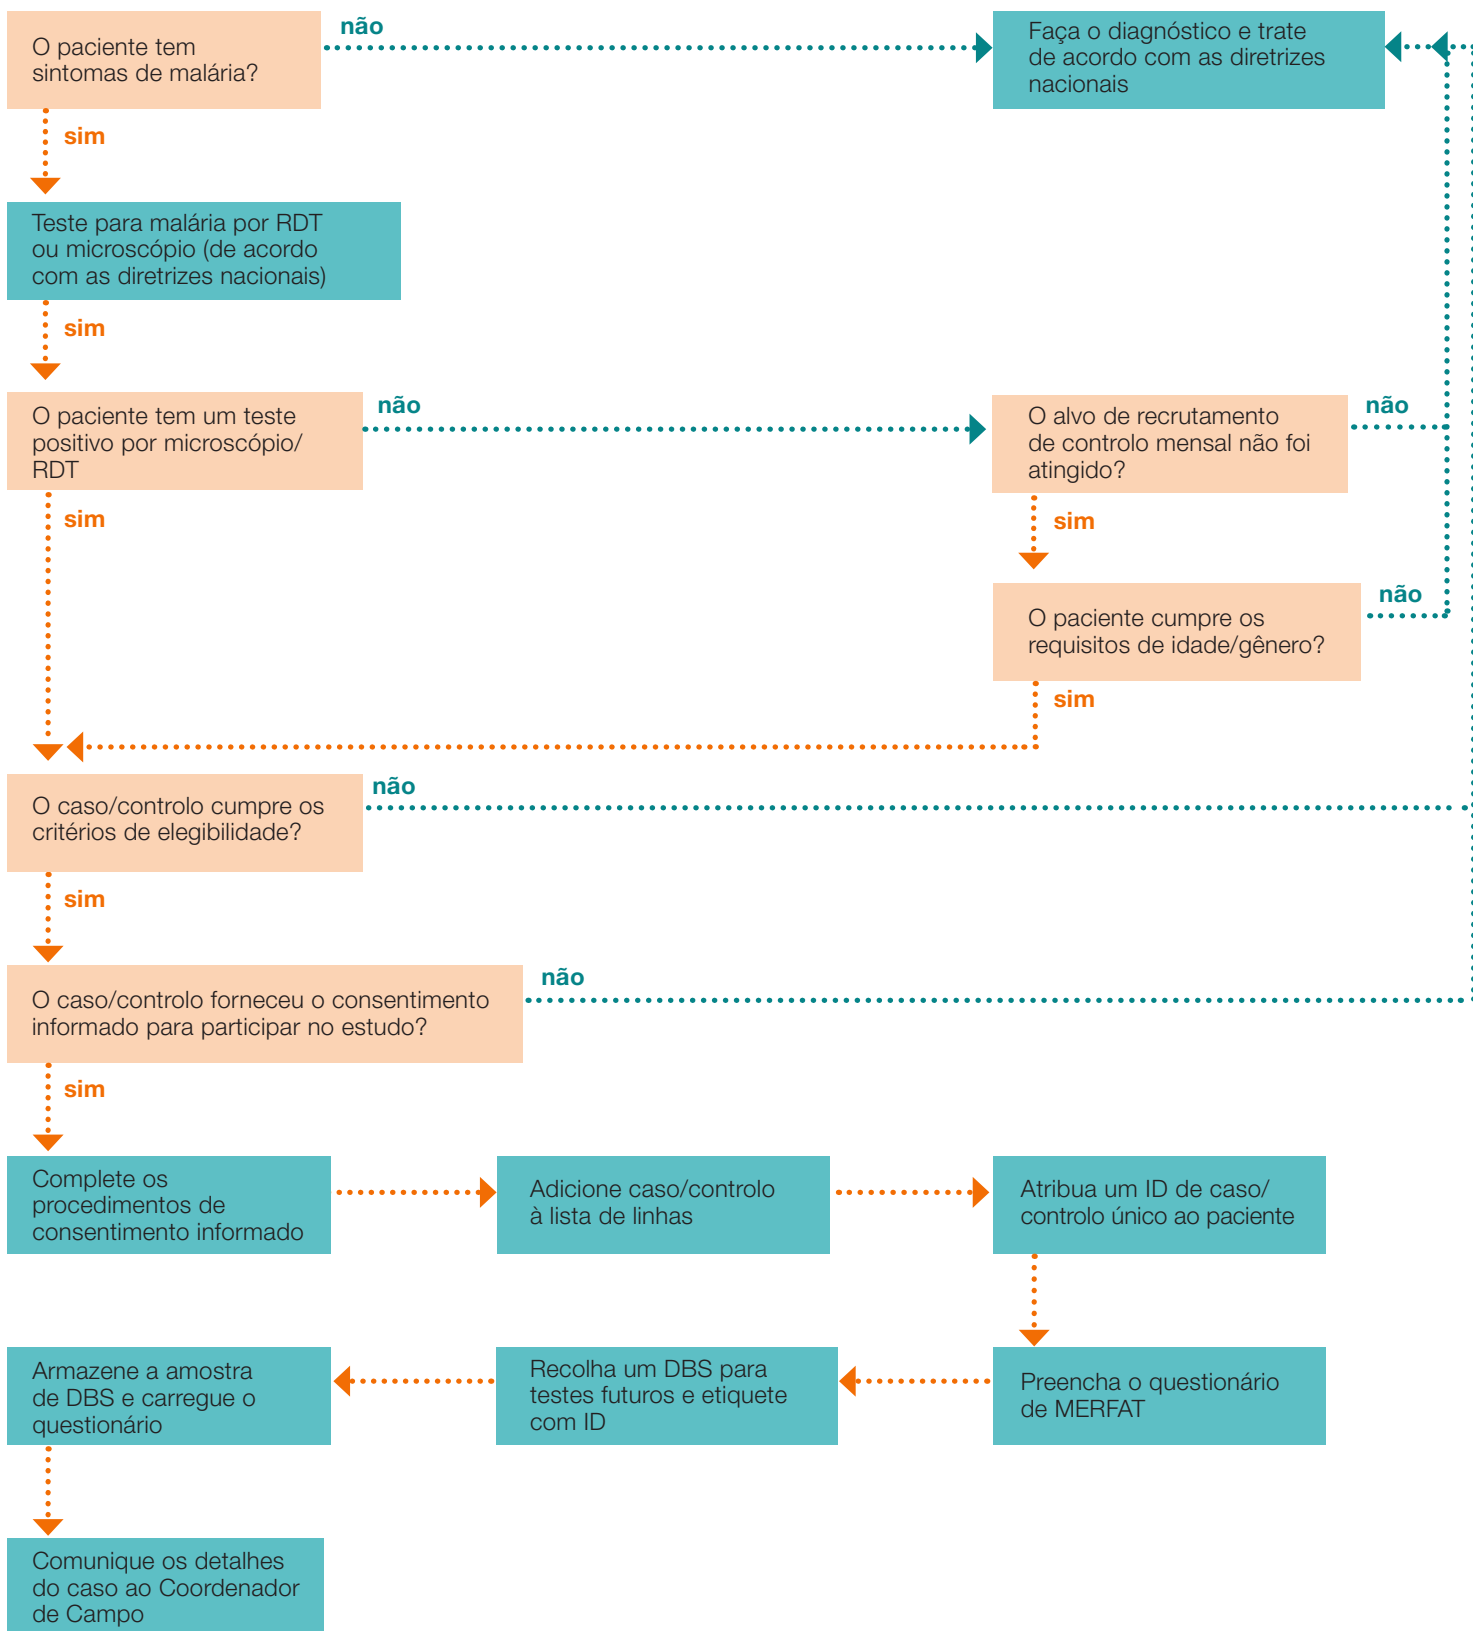 O paciente tem
sintomas de malária?
não
Faça o diagnóstico e trate
de acordo com as diretrizes
nacionais
sim
Teste para malária por RDT
ou microscópio (de acordo
com as diretrizes nacionais)
sim
O paciente tem um teste
positivo por microscópio/
RDT
não
O alvo de recrutamento
de controlo mensal não foi
atingido?
não
sim
sim
O paciente cumpre os
requisitos de idade/gênero?
não
sim
O caso/controlo cumpre os
critérios de elegibilidade?
não
sim
O caso/controlo forneceu o consentimento
informado para participar no estudo?
não
sim
Complete os
procedimentos de
consentimento informado
Adicione caso/controlo
à lista de linhas
Atribua um ID de caso/
controlo único ao paciente
Armazene a amostra
de DBS e carregue o
questionário
Recolha um DBS para
testes futuros e etiquete
com ID
Preencha o questionário
de MERFAT
Comunique os detalhes
do caso ao Coordenador
de Campo